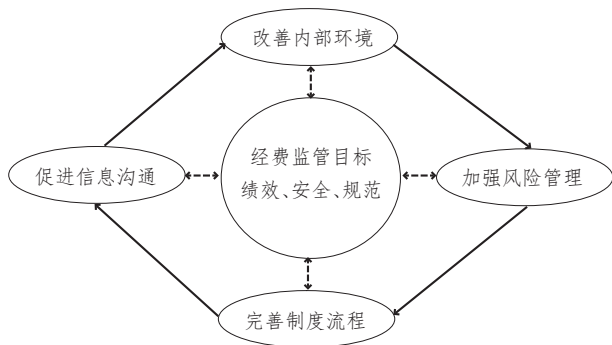 改善内部环境
经费监管目标
绩效、安全、规范
促进信息沟通
加强风险管理
完善制度流程